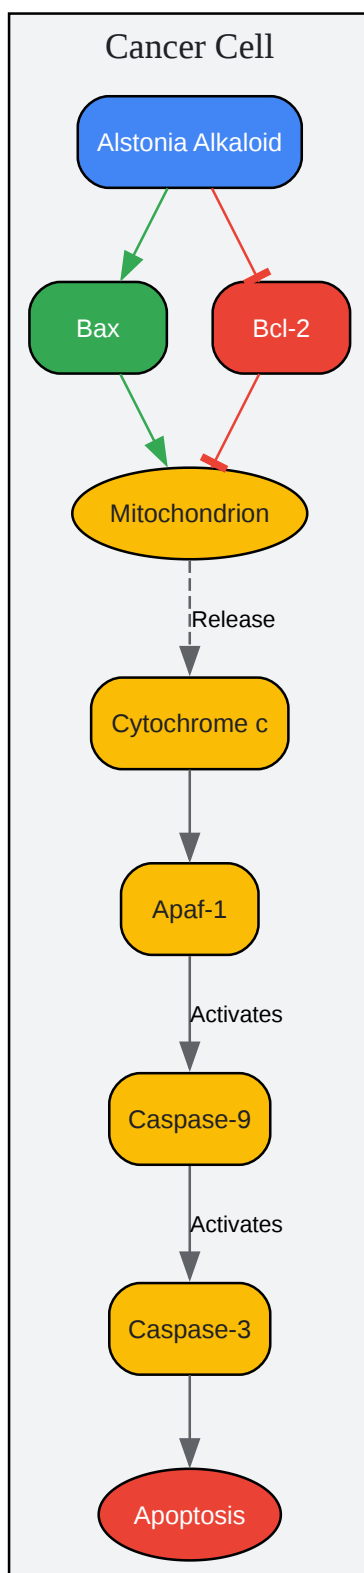 Cancer Cell
Alstonia Alkaloid
Bax
Bcl-2
Mitochondrion
Release
Cytochrome c
Apaf-1
Activates
Caspase-9
Activates
Caspase-3
Apoptosis